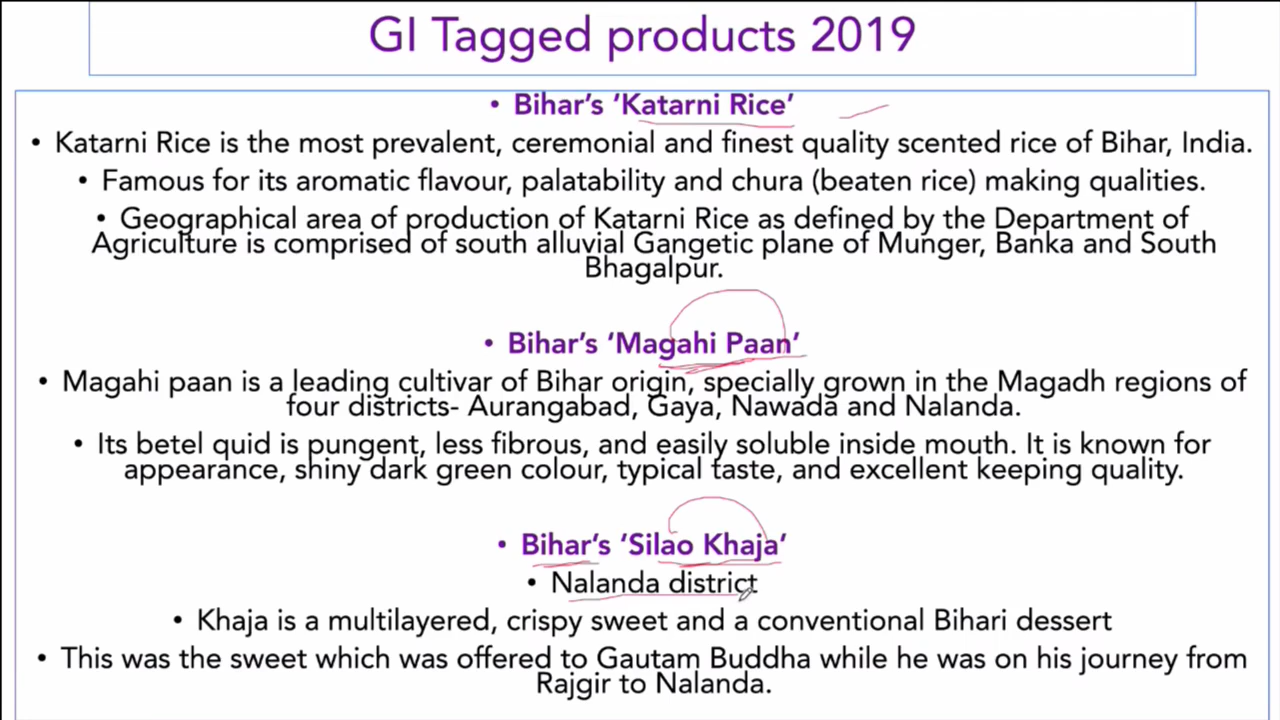 GI Tagged products 2019
• Bihar's 'Katarni Rice'
• Katarni Rice is the most prevalent, ceremonial and finest quality scented rice of Bihar, India.
• Famous for its aromatic flavour, palatability and chura (beaten rice) making qualities.
• Geographical area of production of Katarni Rice as defined by the Department of
Agriculture is comprised of south alluvial Gangetic plane of Munger, Banka and South
Bhagalpur.
• Bihar's 'Magahi Paan'
• Magahi paan is a leading cultivar of Bihar origin, specially grown in the Magadh regions of
four districts- Aurangabad, Gaya, Nawada and Nalanda.
• Its betel quid is pungent, less fibrous, and easily soluble inside mouth. It is known for
appearance, shiny dark green colour, typical taste, and excellent keeping quality.
• Bihar's 'Silao Khaja'
• Nalanda district
• Khaja is a multilayered, crispy sweet and a conventional Bihari dessert
• This was the sweet which was offered to Gautam Buddha while he was on his journey from
Rajgir to Nalanda.